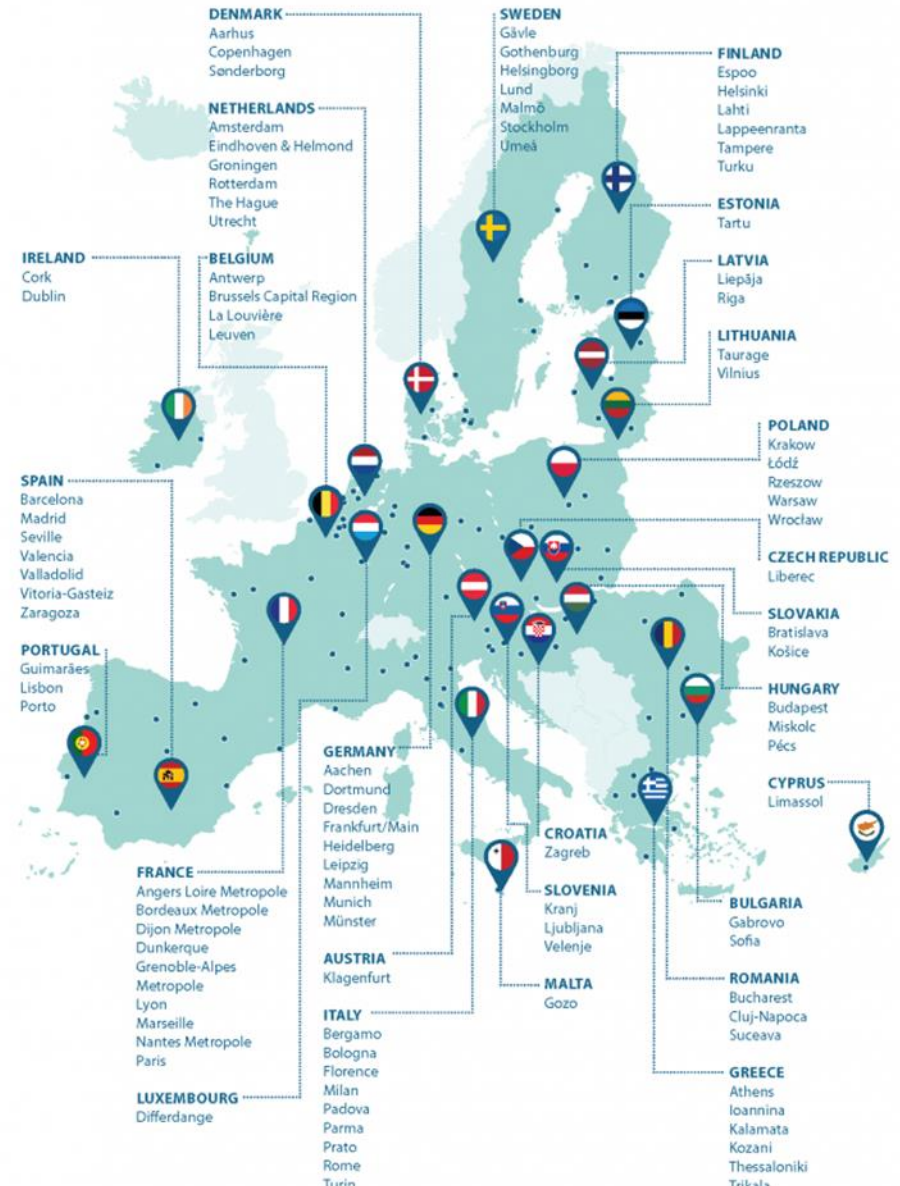 DENMARK
Aarhus
Copenhagen
Sønderborg
SWEDEN
Gävle
Gothenburg
Helsingborg
Lund
Malmö
Stockholm
Umeå
FINLAND
Espoo
Helsinki
Lahti
Lappeenranta
Tampere
Turku
NETHERLANDS
Amsterdam
Eindhoven & Helmond
Groningen
Rotterdam
The Hague
Utrecht
ESTONIA
Tartu
IRELAND
Cork
Dublin
BELGIUM
Antwerp
Brussels Capital Region
La Louvière
Leuven
LATVIA
Liepāja
Riga
LITHUANIA
Taurage
Vilnius
POLAND
Krakow
Łódź
Rzeszow
Warsaw
Wrocław
SPAIN
Barcelona
Madrid
Seville
Valencia
Valladolid
Vitoria-Gasteiz
Zaragoza
CZECH REPUBLIC
Liberec
SLOVAKIA
Bratislava
Košice
PORTUGAL
Guimarães
Lisbon
Porto
HUNGARY
Budapest
Miskolc
Pécs
GERMANY
Aachen
Dortmund
Dresden
Frankfurt/Main
Heidelberg
Leipzig
Mannheim
Munich
Münster
CYPRUS
Limassol
CROATIA
Zagreb
FRANCE
Angers Loire Metropole
Bordeaux Metropole
Dijon Metropole
Dunkerque
Grenoble-Alpes
Metropole
Lyon
Marseille
Nantes Metropole
Paris
SLOVENIA
Kranj
Ljubljana
Velenje
BULGARIA
Gabrovo
Sofia
AUSTRIA
Klagenfurt
MALTA
Gozo
ROMANIA
Bucharest
Cluj-Napoca
Suceava
ITALY
Bergamo
Bologna
Florence
Milan
Padova
Parma
Prato
Rome
Turin
LUXEMBOURG
Differdange
GREECE
Athens
Ioannina
Kalamata
Kozani
Thessaloniki
Trikala